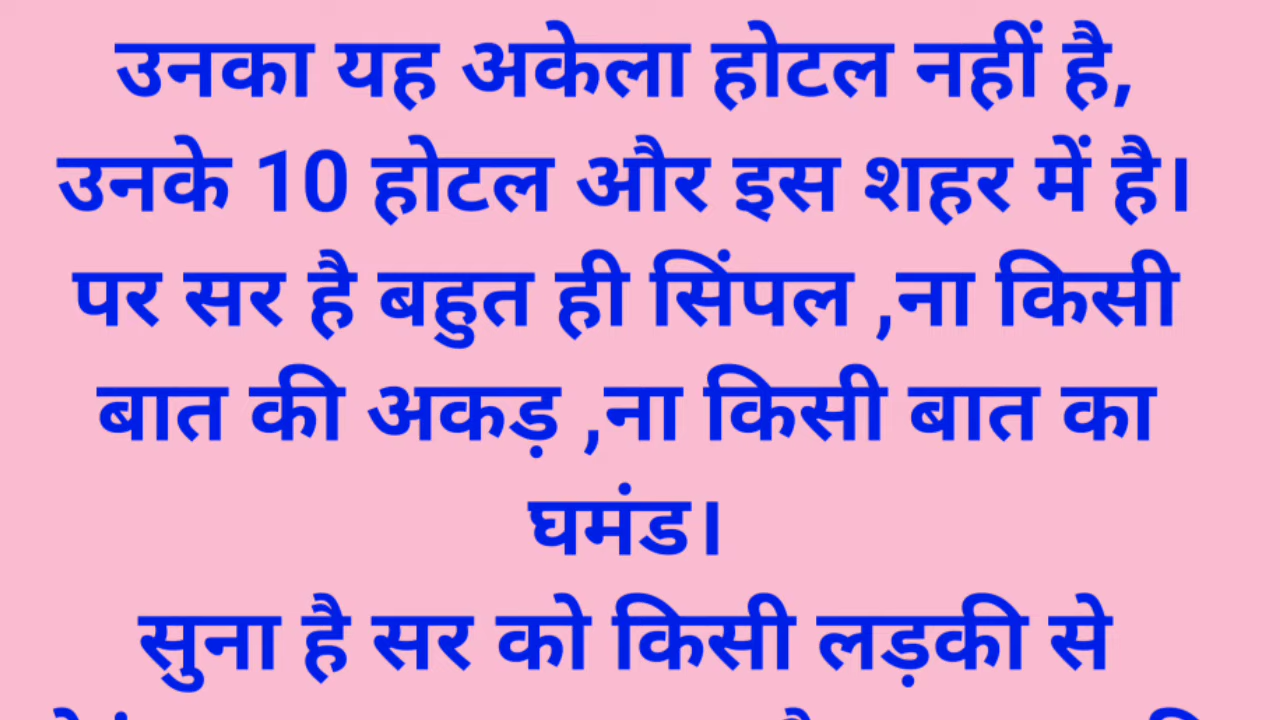 उनका यह अकेला होटल नहीं है,
उनके 10 होटल और इस शहर में है।
पर सर है बहुत ही सिंपल ,ना किसी
बात की अकड़ ,ना किसी बात का
घमंड।
सुना है सर को किसी लड़की से